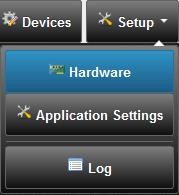 Devices Setup
Hardware
Application Settings
Log